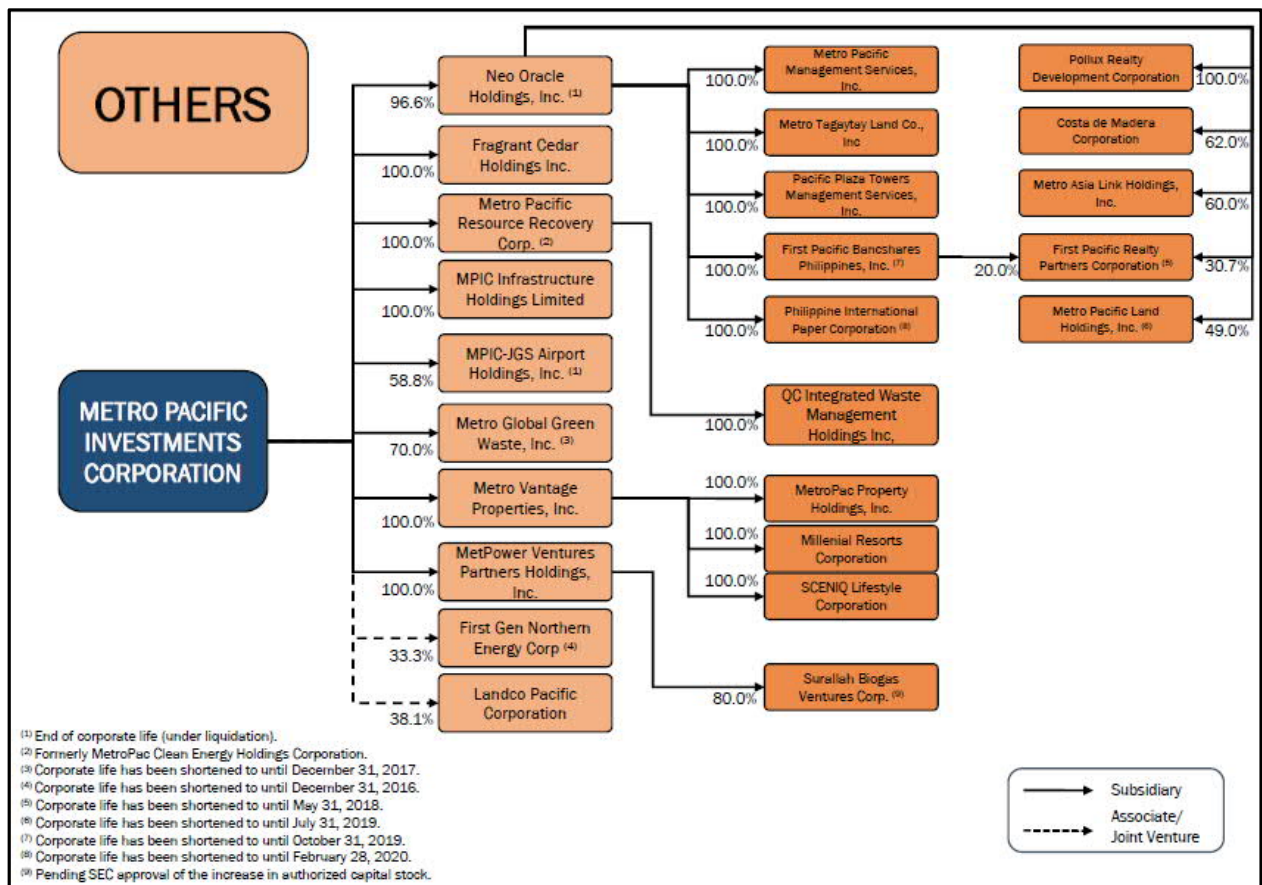 OTHERS
METRO PACIFIC
INVESTMENTS
CORPORATION
Neo Oracle
Holdings, Inc. (1)
96.6%
Fragrant Cedar
Holdings Inc.
100.0%
Metro Pacific
Resource Recovery
Corp. (2)
100.0%
MPIC Infrastructure
Holdings Limited
100.0%
MPIC-JGS Airport
Holdings, Inc. (1)
58.8%
Metro Global Green
Waste, Inc. (3)
70.0%
Metro Vantage
Properties, Inc.
100.0%
MetPower Ventures
Partners Holdings,
Inc.
100.0%
First Gen Northern
Energy Corp (4)
33.3%
Landco Pacific
Corporation
38.1%
Metro Pacific
Management Services,
Inc.
100.0%
Metro Tagaytay Land Co.,
Inc
100.0%
Pacific Plaza Towers
Management Services,
Inc.
100.0%
First Pacific Bancshares
Philippines, Inc. (7)
100.0%
Philippine International
Paper Corporation (8)
100.0%
QC Integrated Waste
Management
Holdings Inc,
100.0%
100.0%
MetroPac Property
Holdings, Inc.
100.0%
Millenial Resorts
Corporation
100.0%
SCENIQ Lifestyle
Corporation
Surallah Biogas
Ventures Corp. (9)
80.0%
Pollux Realty
Development Corporation
100.0%
Costa de Madera
Corporation
62.0%
Metro Asia Link Holdings,
Inc.
60.0%
First Pacific Realty
Partners Corporation (5)
20.0%
30.7%
Metro Pacific Land
Holdings, Inc. (6)
49.0%
(1) End of corporate life (under liquidation).
(2) Formerly MetroPac Clean Energy Holdings Corporation.
(3) Corporate life has been shortened to until December 31, 2017.
(4) Corporate life has been shortened to until December 31, 2016.
(5) Corporate life has been shortened to until May 31, 2018.
(6) Corporate life has been shortened to until July 31, 2019.
(7) Corporate life has been shortened to until October 31, 2019.
(8) Corporate life has been shortened to until February 28, 2020.
(9) Pending SEC approval of the increase in authorized capital stock.
Subsidiary
Associate/
Joint Venture